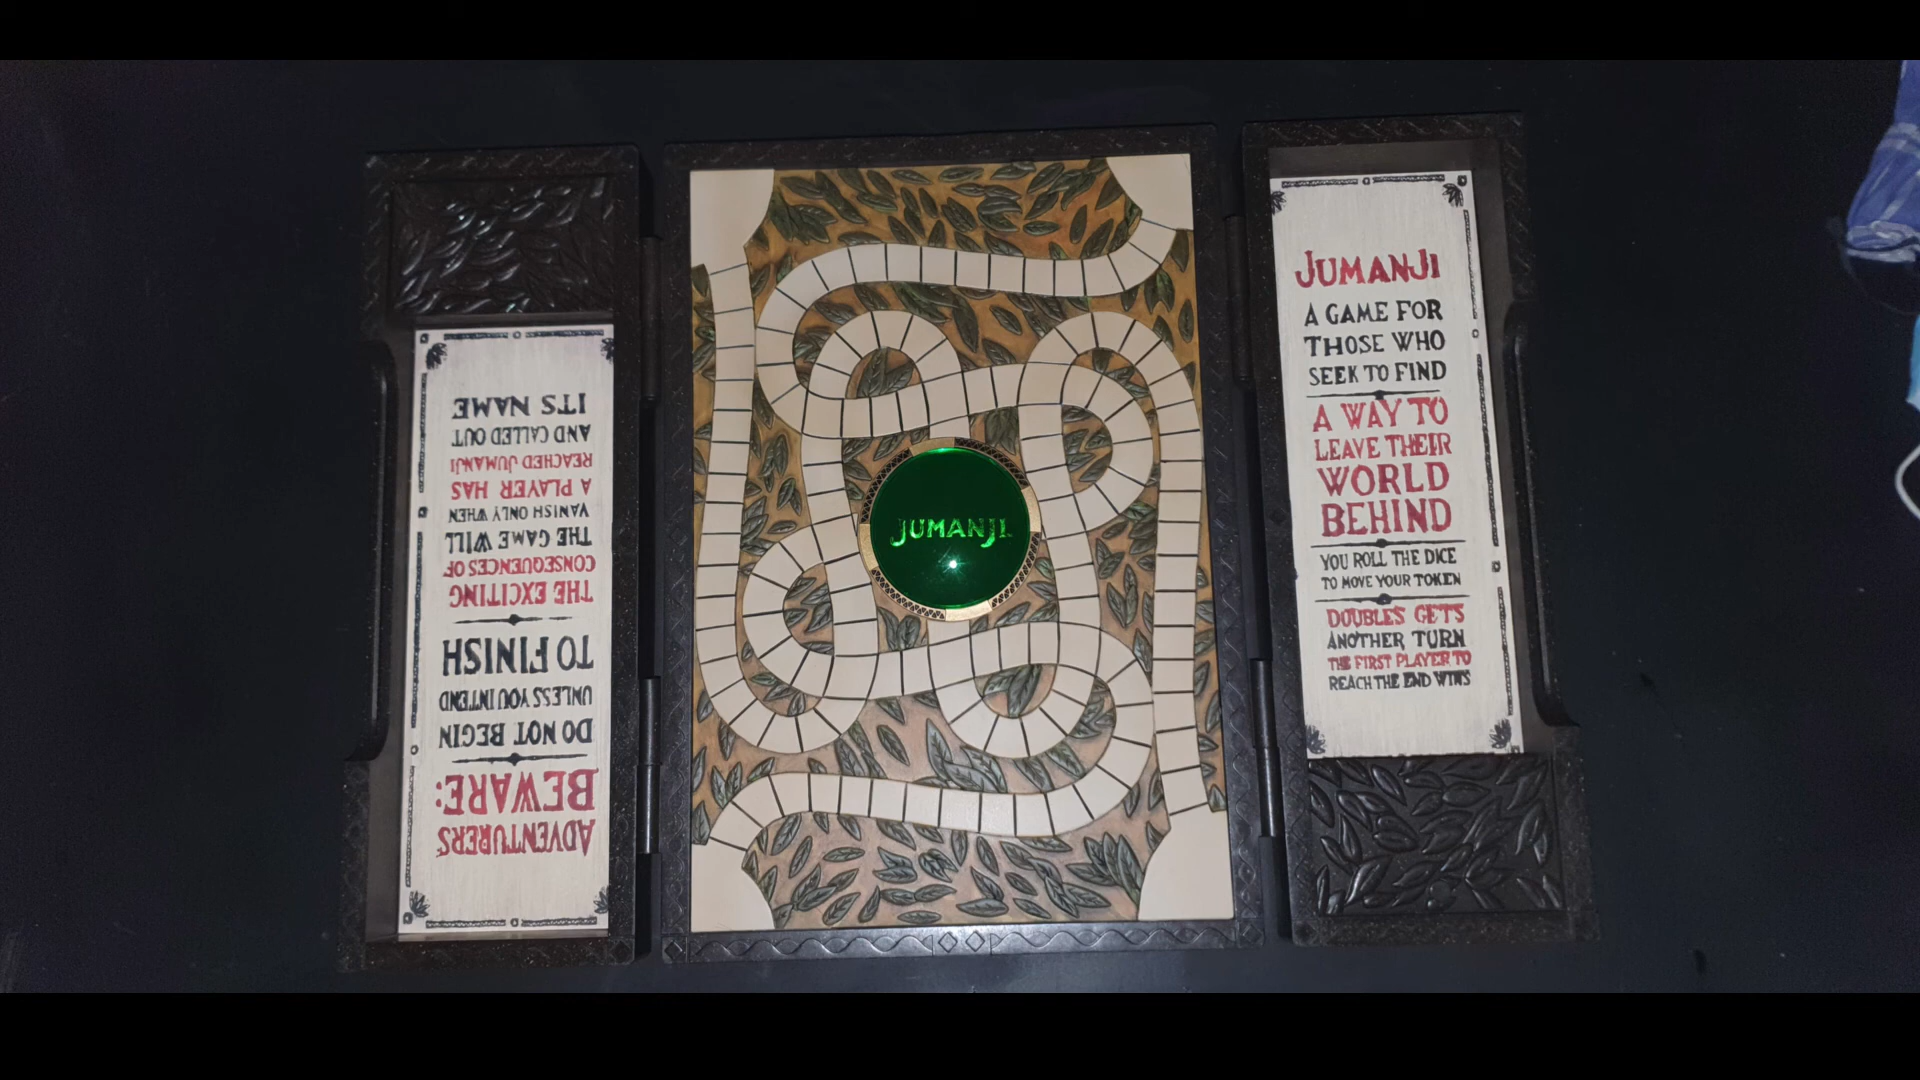 ADVENTURERS
BEWARE:
DO NOT BEGIN
UNLESS YOU INTEND
TO FINISH
THE EXCITING
CONSEQUENCES OF
THE GAME WILL
VANISH ONLY WHEN
A PLAYER HAS
REACHED JUMANJI
AND CALLED OUT
ITS NAME
JUMANJI
JUMANJI
A GAME FOR
THOSE WHO
SEEK TO FIND
A WAY TO
LEAVE THEIR
WORLD
BEHIND
YOU ROLL THE DICE
TO MOVE YOUR TOKEN
DOUBLES GETS
ANOTHER TURN
THE FIRST PLAYER TO
REACH THE END WINS